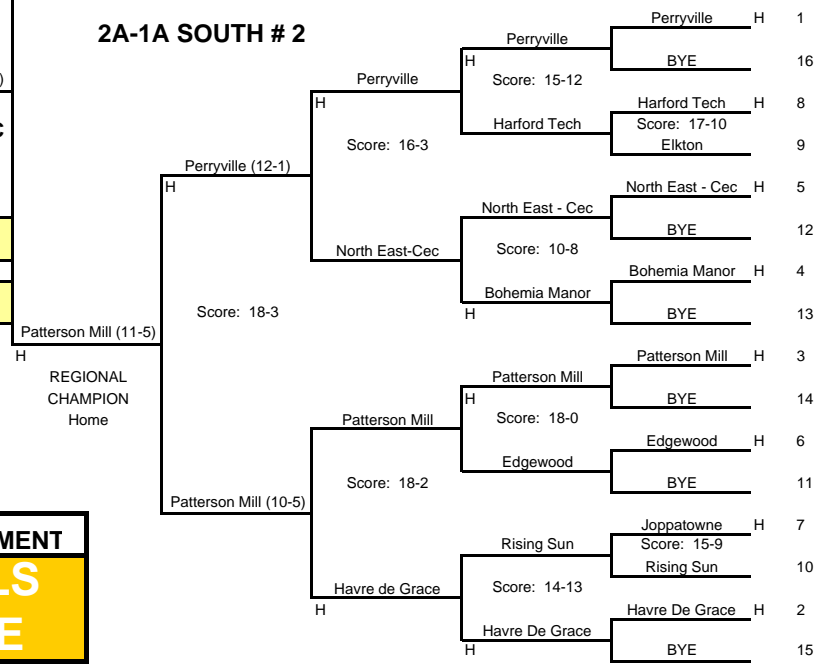 2A-1A SOUTH # 2
Perryville H 1
BYE 16
Perryville
H
Score: 15-12
Harford Tech H 8
Score: 17-10
Elkton 9
Harford Tech
Perryville
H
Score: 16-3
North East - Cec H 5
BYE 12
North East - Cec
Score: 10-8
Bohemia Manor H 4
BYE 13
Bohemia Manor
H
North East-Cec
Perryville (12-1)
H
Score: 18-3
Patterson Mill (11-5)
H
REGIONAL
CHAMPION
Home
Patterson Mill H 3
BYE 14
Patterson Mill
H
Score: 18-0
Edgewood H 6
BYE 11
Edgewood
Patterson Mill
Score: 18-2
Patterson Mill (10-5)
Joppatowne H 7
Score: 15-9
Rising Sun 10
Rising Sun
Score: 14-13
Havre De Grace H 2
BYE 15
Havre De Grace
H
Havre de Grace
H
)
MENT
LS
E